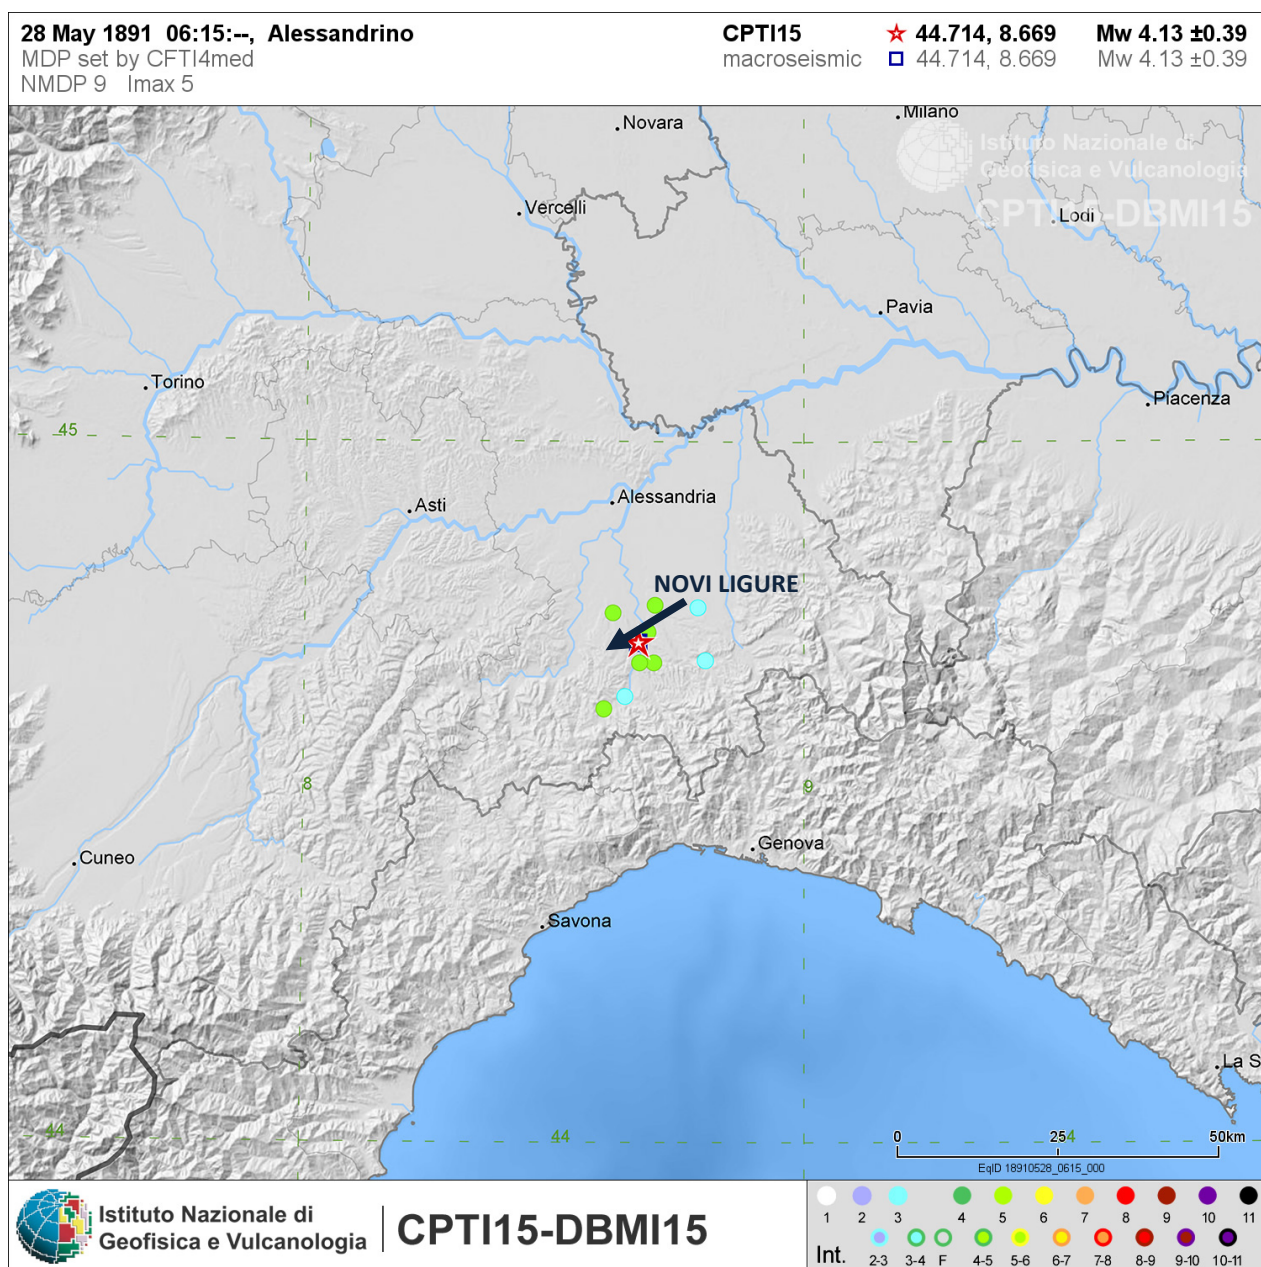 28 May 1891 06:15:--, Alessandrino
MDP set by CFTI4med
NMDP 9 Imax 5
CPTI15 44.714, 8.669 Mw 4.13 ±0.39
macroseismic 44.714, 8.669 Mw 4.13 ±0.39
Milano
Novara
Istituto Nazionale di
Geofisica e Vulcanologia
CPTI15-DBMI15
Vercelli
Lodi
Pavia
Torino
Piacenza
45
Alessandria
Asti
NOVI LIGURE
8
9
Genova
Cuneo
Savona
La S
44
44
4
0 25 50km
EqID 18910528_0615_000
Istituto Nazionale di
Geofisica e Vulcanologia
CPTI15-DBMI15
1 2 3 4 5 6 7 8 9 10 11
Int. 2-3 3-4 F 4-5 5-6 6-7 7-8 8-9 9-10 10-11